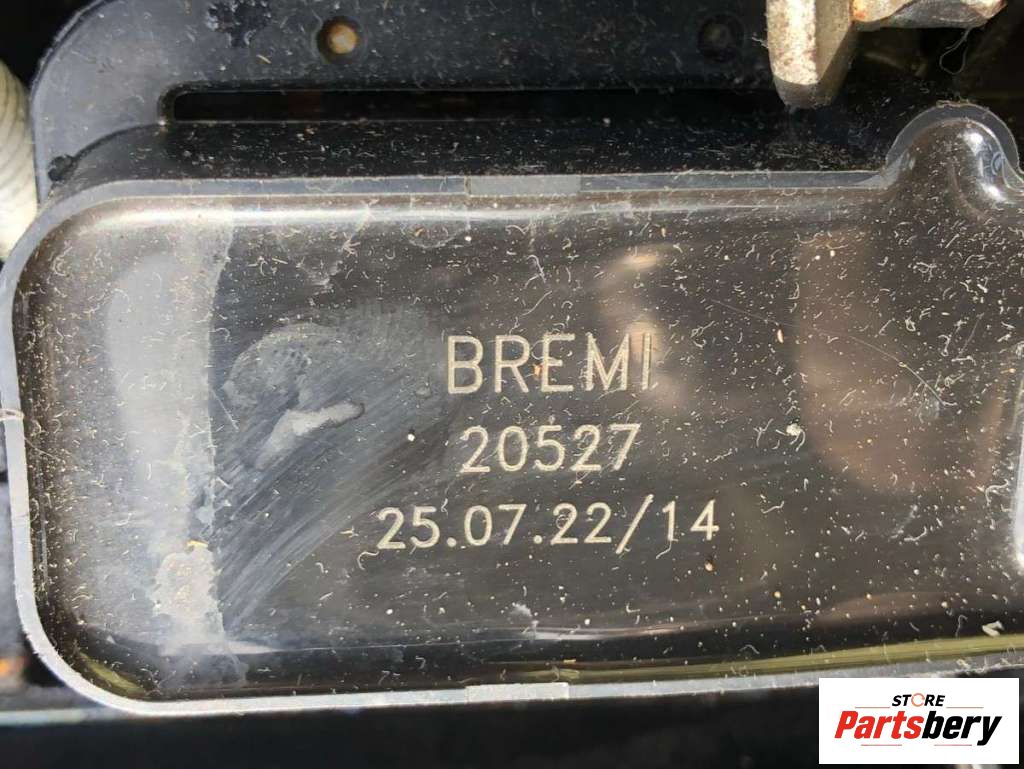 BREMI
20527
25.07.22/14
STORE
Partsbery